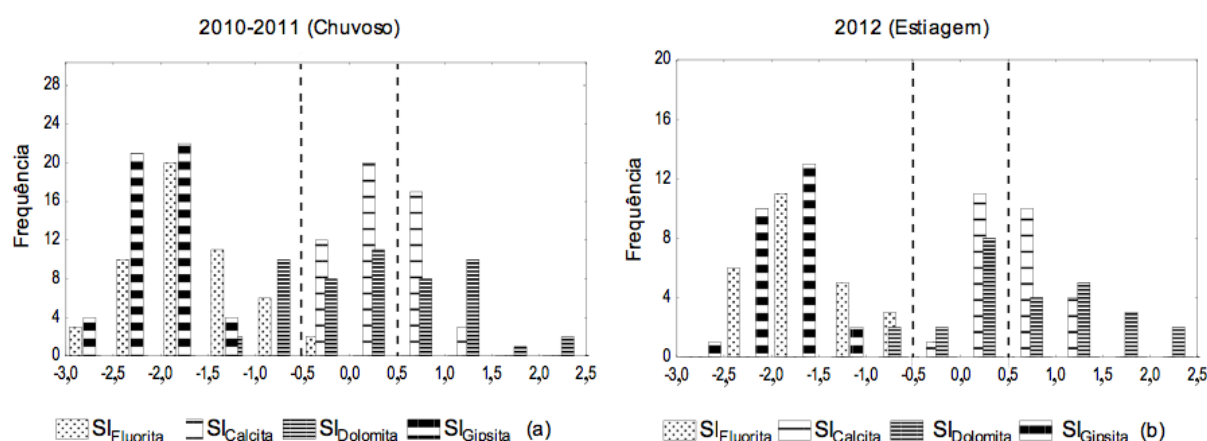 2010-2011 (Chuvoso)
Frequência
28
24
20
16
12
8
4
0
-3,0 -2,5 -2,0 -1,5 -1,0 -0,5 0,0 0,5 1,0 1,5 2,0 2,5
SIFluorita SICalcita SIDolomita SIGipsita (a)
2012 (Estiagem)
Frequência
20
16
12
8
4
0
-3,0 -2,5 -2,0 -1,5 -1,0 -0,5 0,0 0,5 1,0 1,5 2,0 2,5
SIFluorita SICalcita SIDolomita SIGipsita (b)